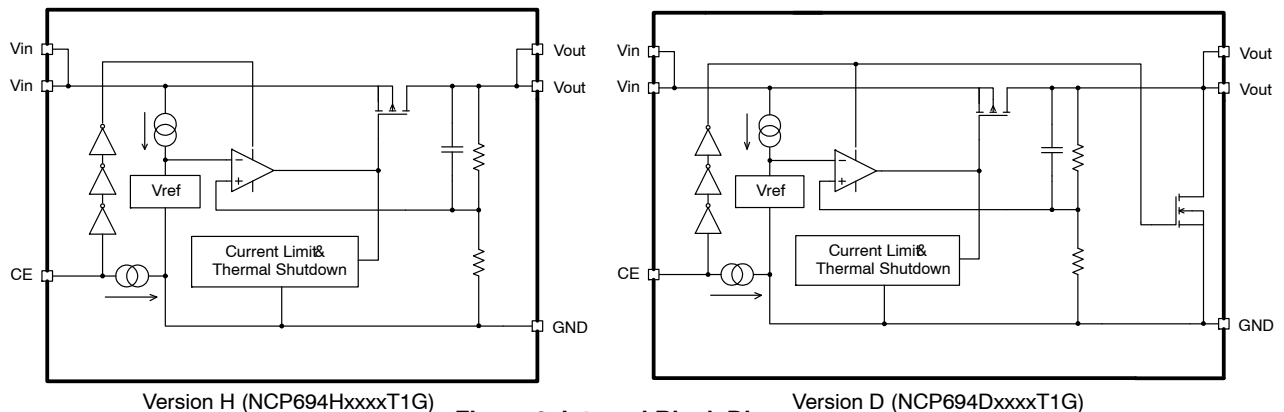 Vin
Vin
CE
Vref
−
+
Current Limit&
Thermal Shutdown
Vout
Vout
GND
Version H (NCP694HxxxxT1G)
Vin
Vin
CE
Vref
−
+
Current Limit&
Thermal Shutdown
Vout
Vout
GND
Version D (NCP694DxxxxT1G)